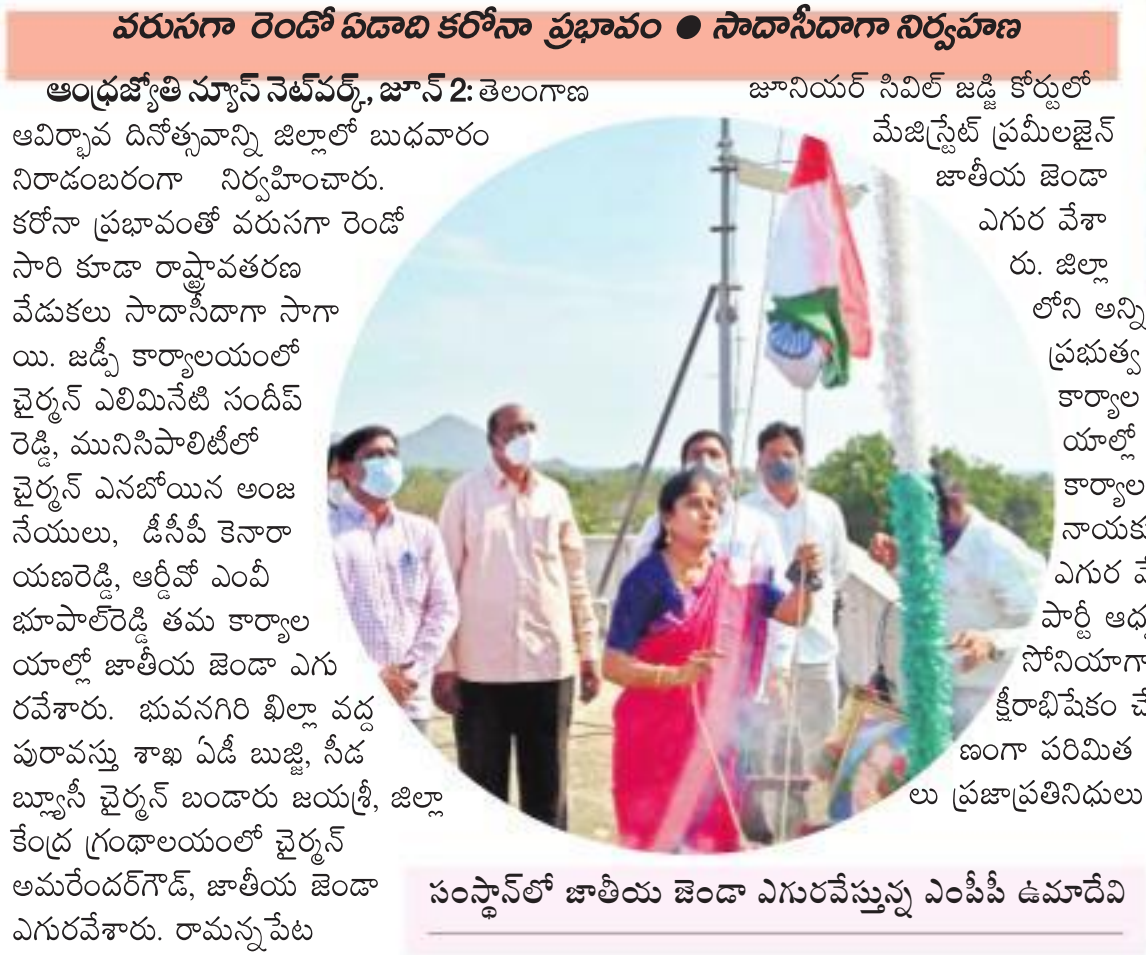 వరుసగా రెండో ఏడాది కరోనా ప్రభావం ● సాదాసీదాగా నిర్వహణ
ఆంధ్రజ్యోతి న్యూస్ నెట్‌వర్క్, జూన్ 2: తెలంగాణ
ఆవిర్భావ దినోత్సవాన్ని జిల్లాలో బుధవారం
నిరాడంబరంగా నిర్వహించారు.
కరోనా ప్రభావంతో వరుసగా రెండో
సారి కూడా రాష్ట్రావతరణ
వేడుకలు సాదాసీదాగా సాగా
యి. జడ్పీ కార్యాలయంలో
చైర్మన్ ఎలిమినేటి సందీప్
రెడ్డి, మునిసిపాలిటీలో
చైర్మన్ ఎనబోయిన అంజ
నేయులు, డీసీపీ కెనారా
యణరెడ్డి, ఆర్డీవో ఎంవీ
భూపాల్‌రెడ్డి తమ కార్యాల
యాల్లో జాతీయ జెండా ఎగు
రవేశారు. భువనగిరి ఖిల్లా వద్ద
పురావస్తు శాఖ ఏడీ బుజ్జి, సీడ
బ్ల్యూసీ చైర్మన్ బండారు జయశ్రీ, జిల్లా
కేంద్ర గ్రంథాలయంలో చైర్మన్
అమరేందర్‌గౌడ్, జాతీయ జెండా
ఎగురవేశారు. రామన్నపేట
జూనియర్ సివిల్ జడ్జి కోర్టులో
మేజిస్ట్రేట్ ప్రమీలజైన్
జాతీయ జెండా
ఎగుర వేశా
రు. జిల్లా
లోని అన్ని
ప్రభుత్వ
కార్యాల
యాల్లో
కార్యాల
నాయకు
ఎగుర వే
పార్టీ ఆధ్య
సోనియాగా
క్షీరాభిషేకం చే
ణంగా పరిమిత
లు ప్రజాప్రతినిధులు
సంస్థాన్‌లో జాతీయ జెండా ఎగురవేస్తున్న ఎంపీపీ ఉమాదేవి